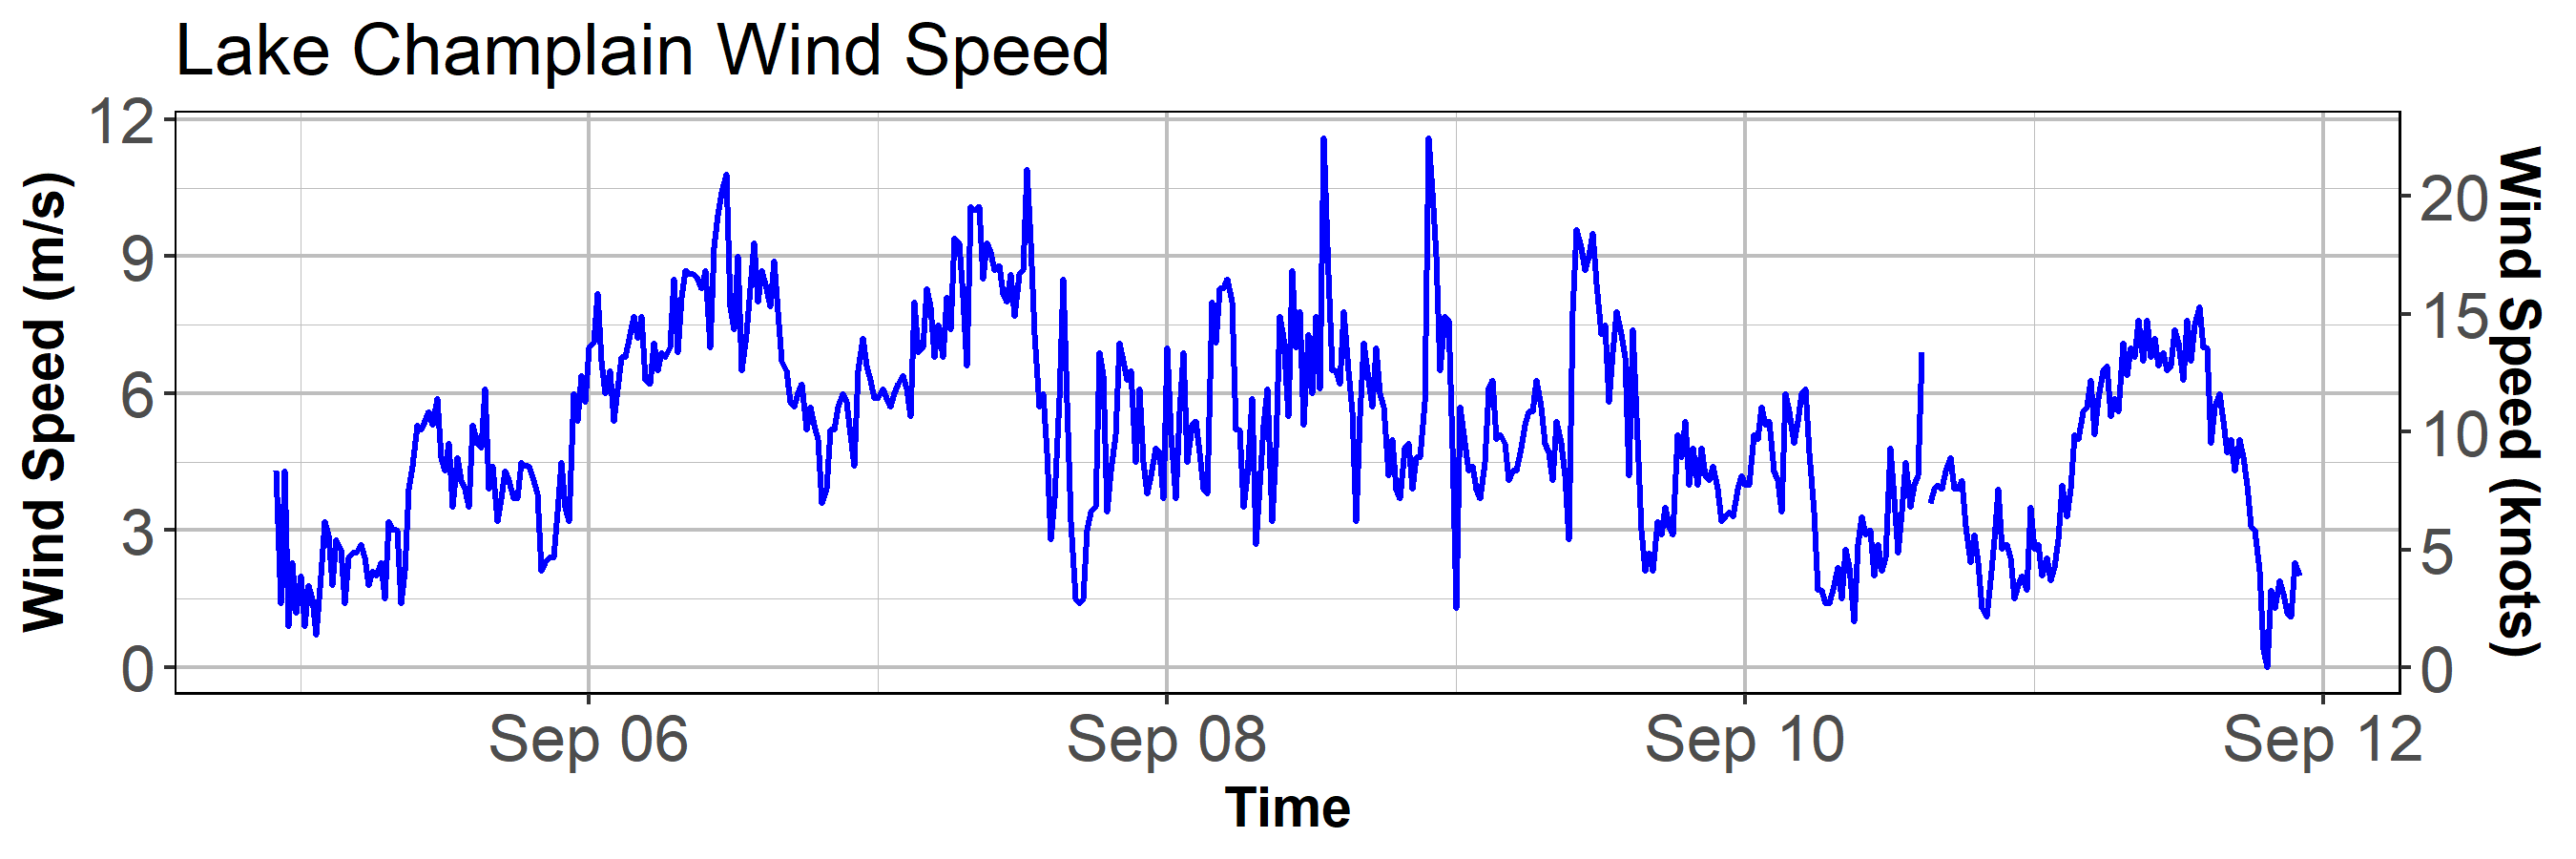 Lake Champlain Wind Speed
12
9
6
3
0
Wind Speed (m/s)
20
15
10
5
0
Wind Speed (knots)
Sep 06
Sep 08
Sep 10
Sep 12
Time